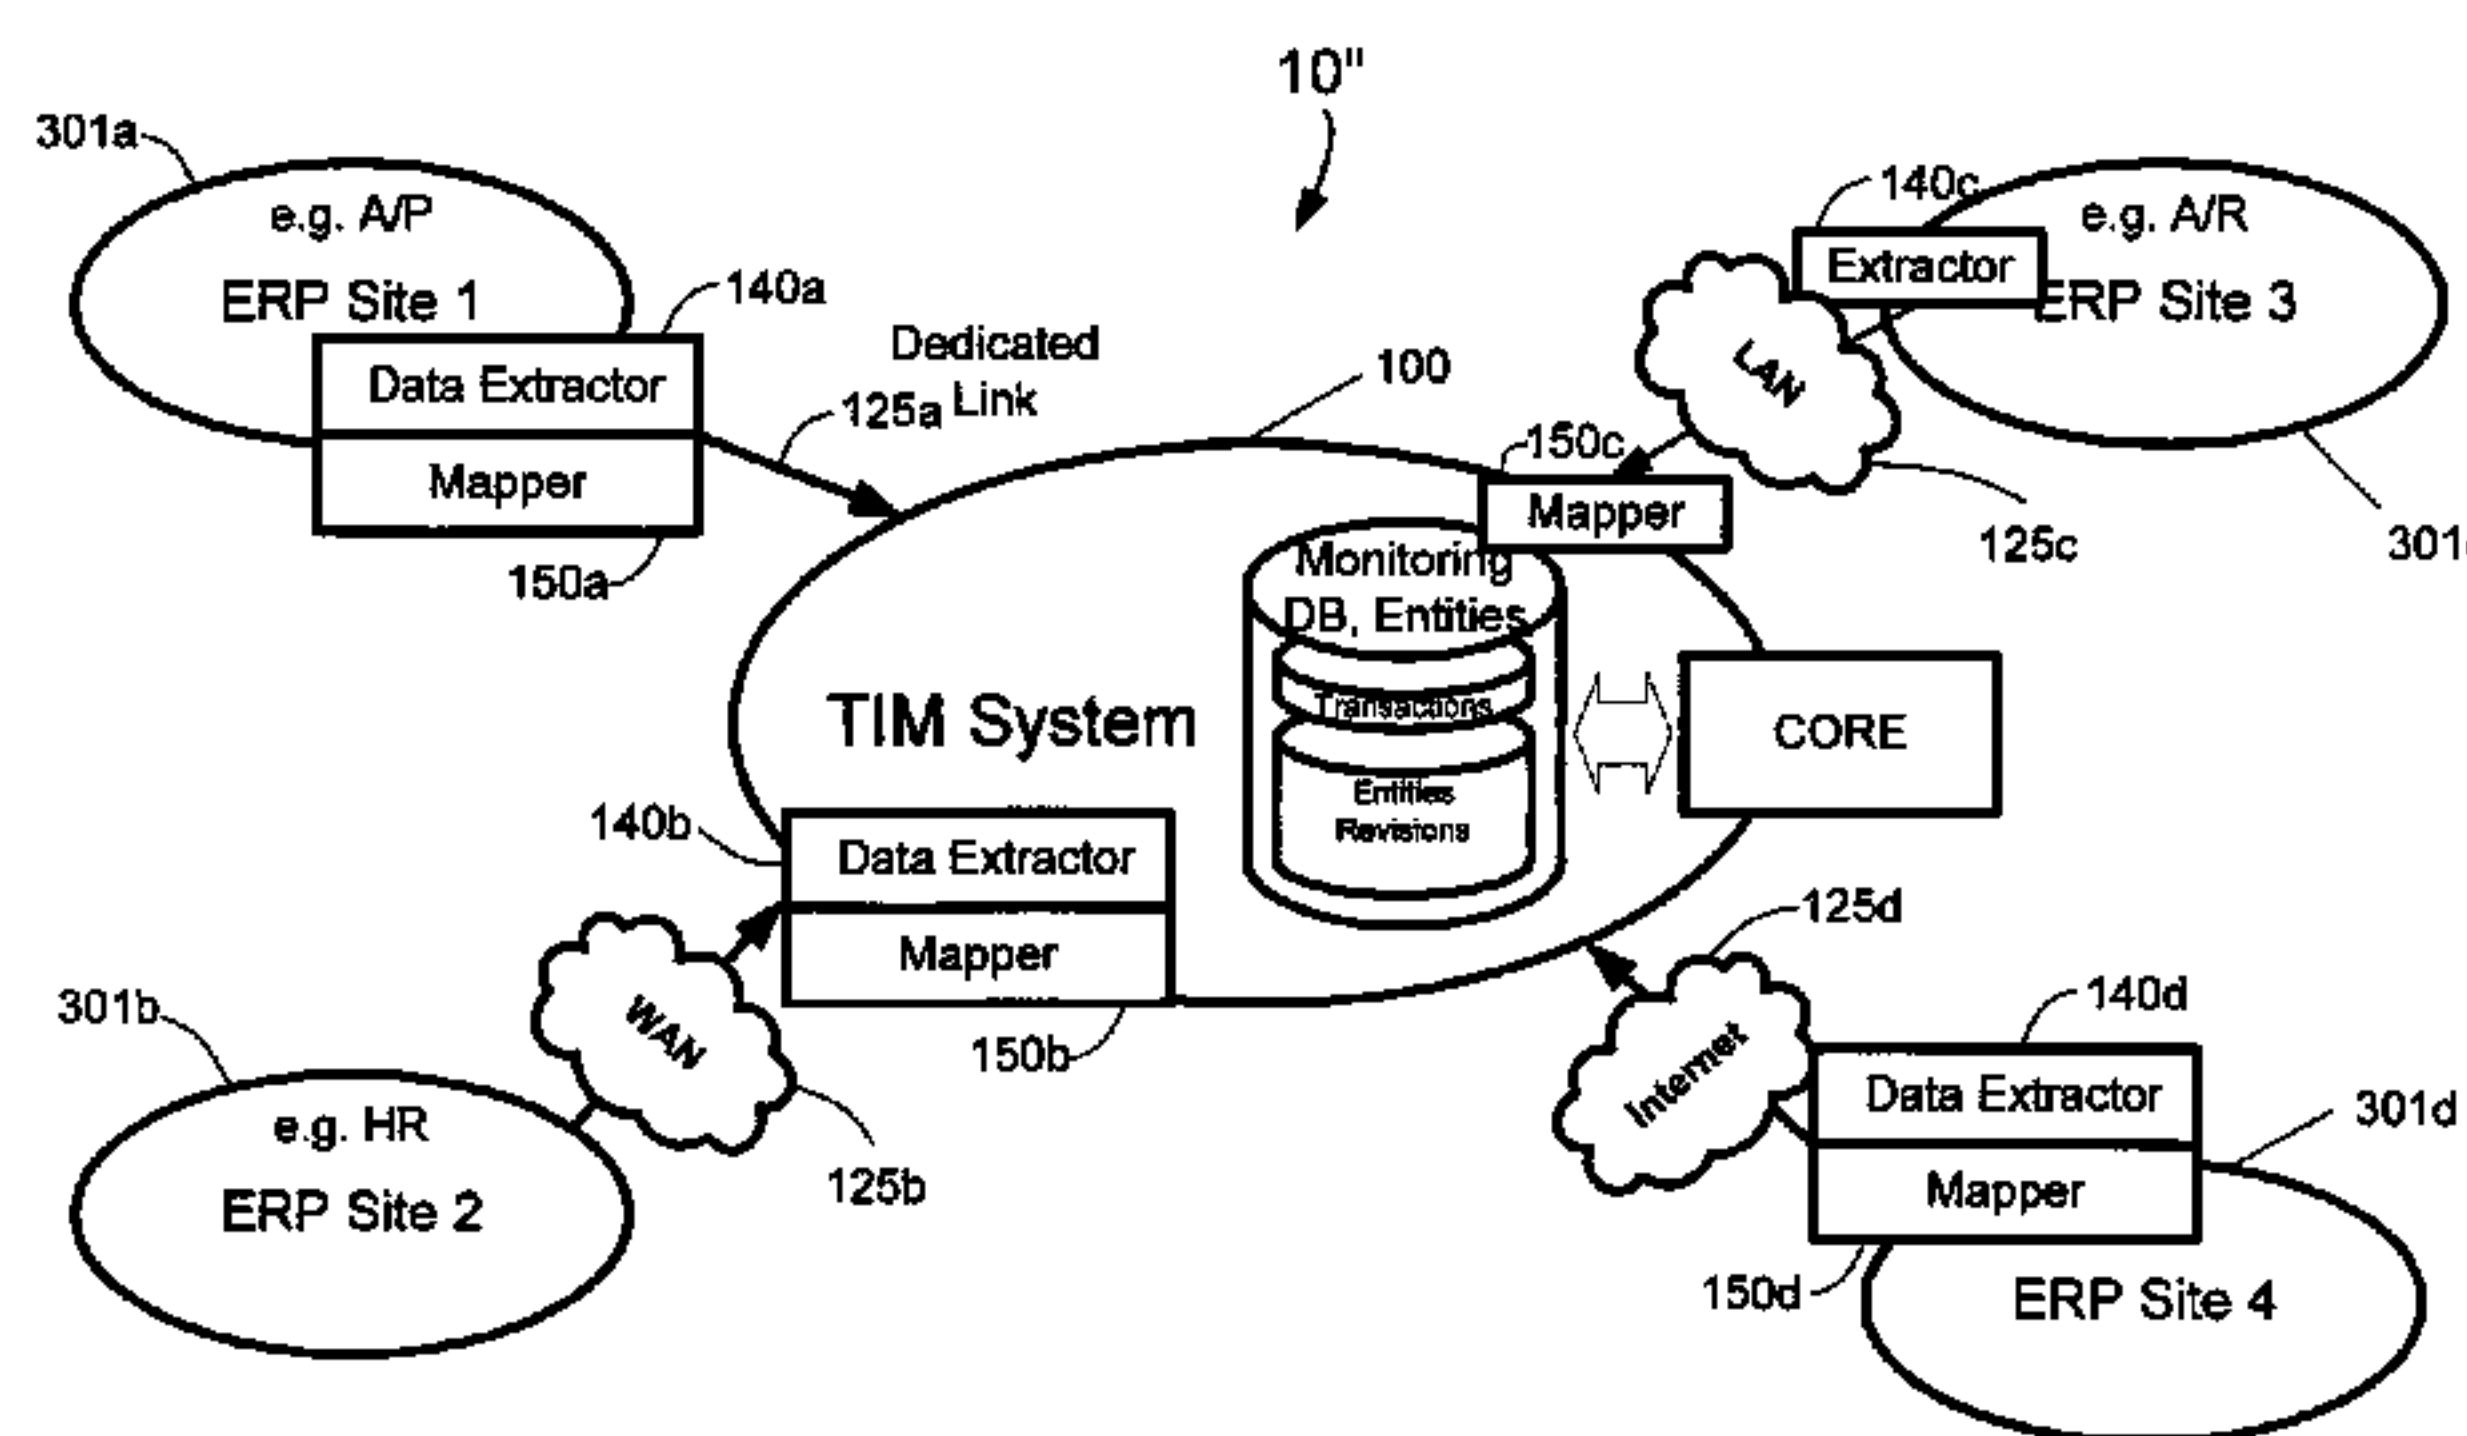 10"
301a
e.g. A/P
ERP Site 1
140a
Data Extractor
Mapper
150a
Dedicated
Link
125a
100
140c
Extractor
e.g. A/R
ERP Site 3
LAN
125c
150c
Mapper
Monitoring
DB, Entities
Transactions
Entities
Revisions
TIM System
CORE
140b
Data Extractor
Mapper
150b
WAN
125b
301b
e.g. HR
ERP Site 2
125d
Internet
140d
Data Extractor
Mapper
150d
301d
ERP Site 4